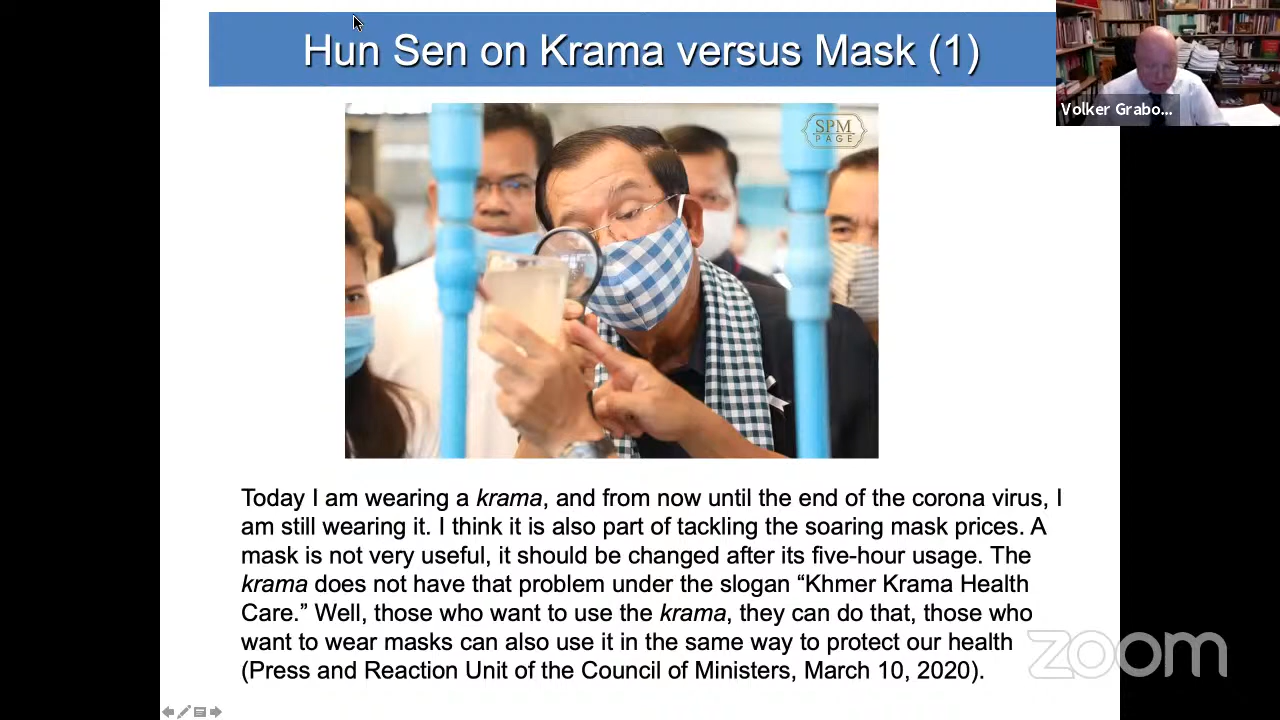 Hun Sen on Krama versus Mask (1)
Volker Grabo...
SPM
PAGE
Today I am wearing a krama, and from now until the end of the corona virus, I
am still wearing it. I think it is also part of tackling the soaring mask prices. A
mask is not very useful, it should be changed after its five-hour usage. The
krama does not have that problem under the slogan “Khmer Krama Health
Care.” Well, those who want to use the krama, they can do that, those who
want to wear masks can also use it in the same way to protect our health
(Press and Reaction Unit of the Council of Ministers, March 10, 2020).
zoom